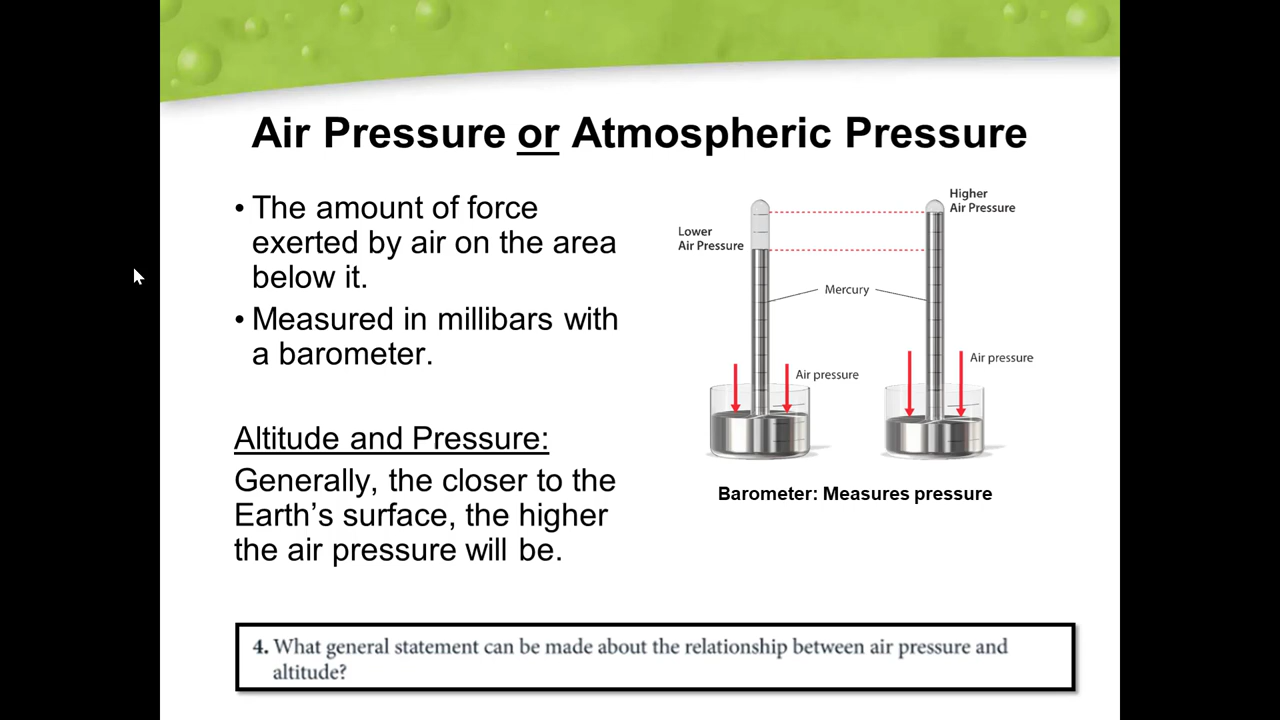 Air Pressure or Atmospheric Pressure
• The amount of force
exerted by air on the area
below it.
• Measured in millibars with
a barometer.
Altitude and Pressure:
Generally, the closer to the
Earth’s surface, the higher
the air pressure will be.
Higher
Air Pressure
Lower
Air Pressure
Mercury
Air pressure
Air pressure
Barometer: Measures pressure
4. What general statement can be made about the relationship between air pressure and
altitude?